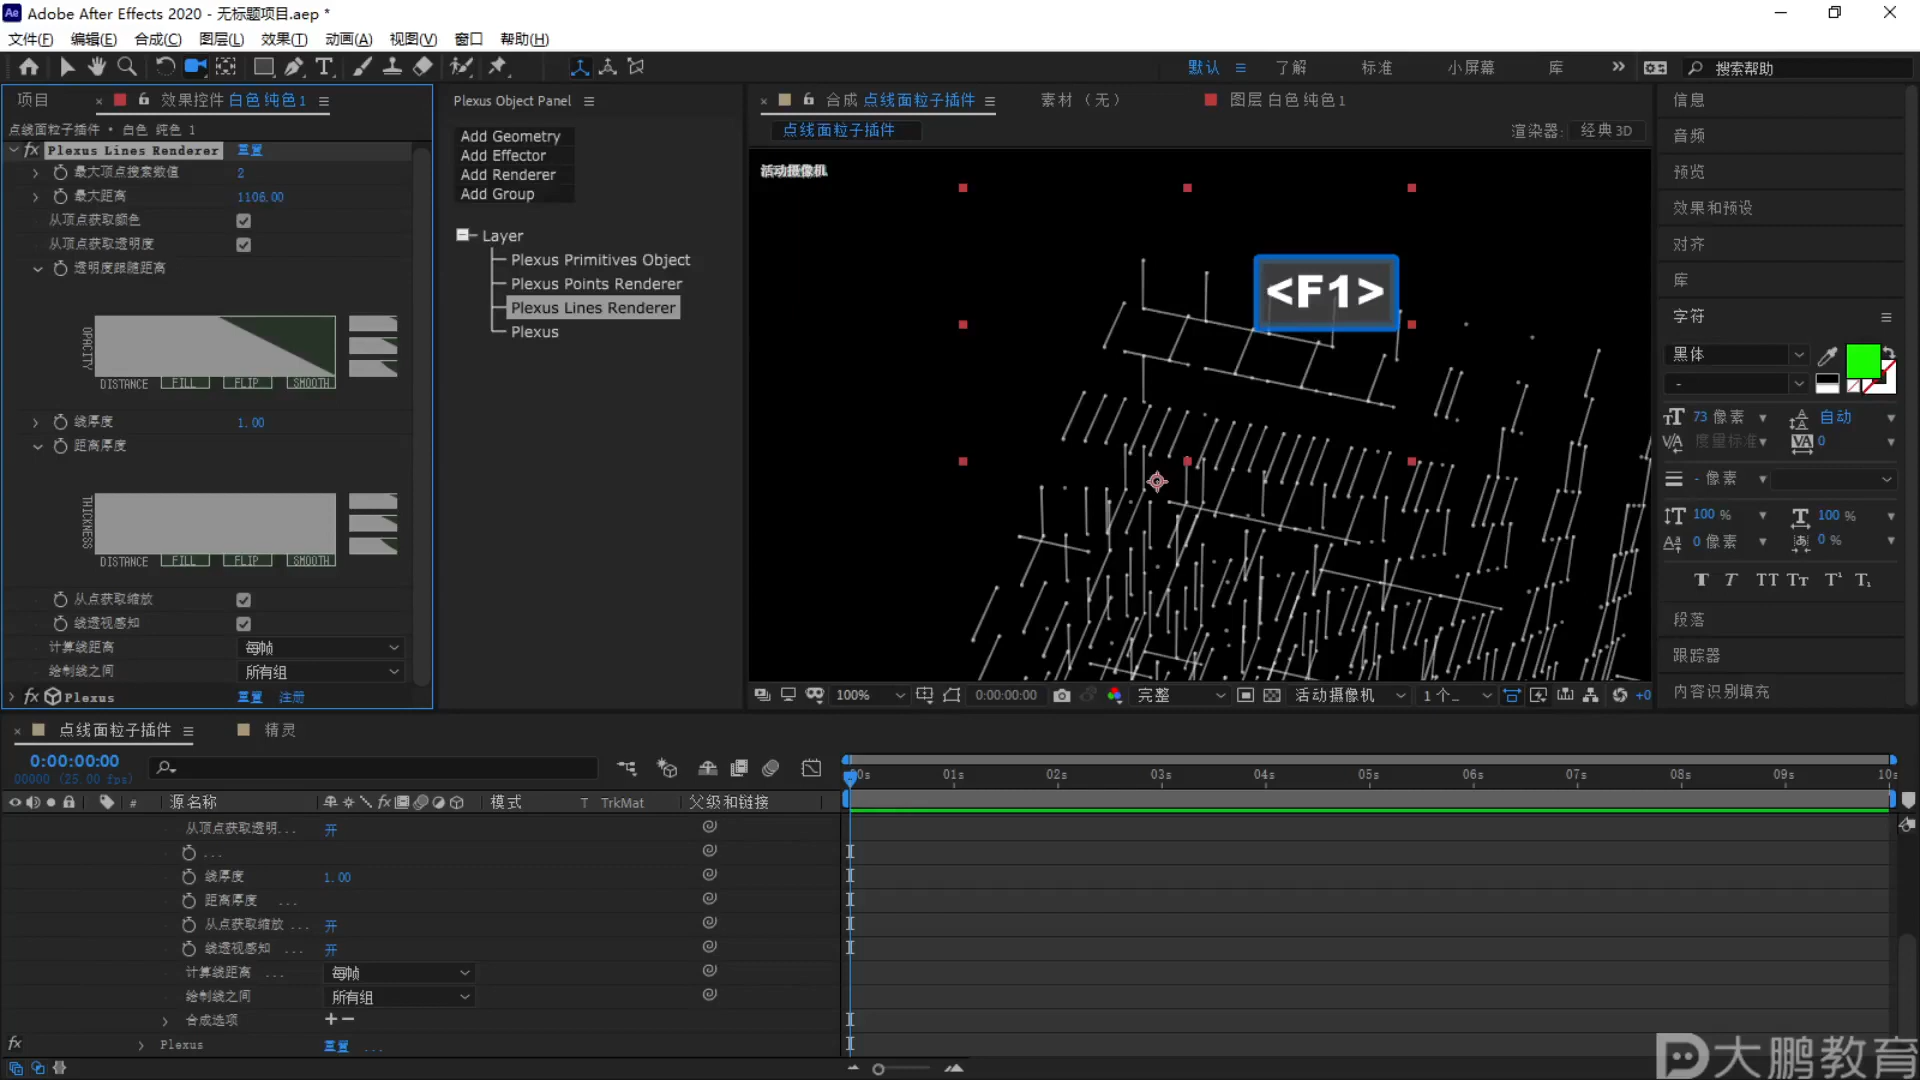 Adobe After Effects 2020 - 无标题项目.aep *
文件(F) 编辑(E) 合成(C) 图层(L) 效果(T) 动画(A) 视图(V) 窗口 帮助(H)
默认 了解 标准 小屏幕 库 搜索帮助
项目 效果控件 白色 纯色 1
点线面粒子插件 • 白色 纯色 1
fx Plexus Lines Renderer 重置
最大顶点搜索数值 2
最大距离 1106.00
从顶点获取颜色
从顶点获取透明度
透明度跟随距离
OPACITY
DISTANCE FILL FLIP SMOOTH
线厚度 1.00
距离厚度
THICKNESS
DISTANCE FILL FLIP SMOOTH
从点获取缩放
线透视感知
计算线距离 每帧
绘制线之间 所有组
fx Plexus 重置 注册
Plexus Object Panel
Add Geometry
Add Effector
Add Renderer
Add Group
Layer
Plexus Primitives Object
Plexus Points Renderer
Plexus Lines Renderer
Plexus
合成 点线面粒子插件 素材 (无) 图层 白色 纯色 1
点线面粒子插件 渲染器: 经典 3D
活动摄像机
<F1>
100% 0:00:00:00 完整 活动摄像机 1 个… +0
信息
音频
预览
效果和预设
对齐
库
字符
黑体
-
73 像素 自动
度量标准 0
- 像素
100 % 100 %
0 像素 0 %
T T TT Tт T¹ T₁
段落
跟踪器
内容识别填充
点线面粒子插件 精灵
0:00:00:00
00000 (25.00 fps)
# 源名称 模式 T TrkMat 父级和链接
00s 01s 02s 03s 04s 05s 06s 07s 08s 09s 10s
从顶点获取透明... 开
...
线厚度 1.00
距离厚度 ...
从点获取缩放 ... 开
线透视感知 ... 开
计算线距离 ... 每帧
绘制线之间 所有组
合成选项 + −
fx Plexus 重置 ...
大鹏教育